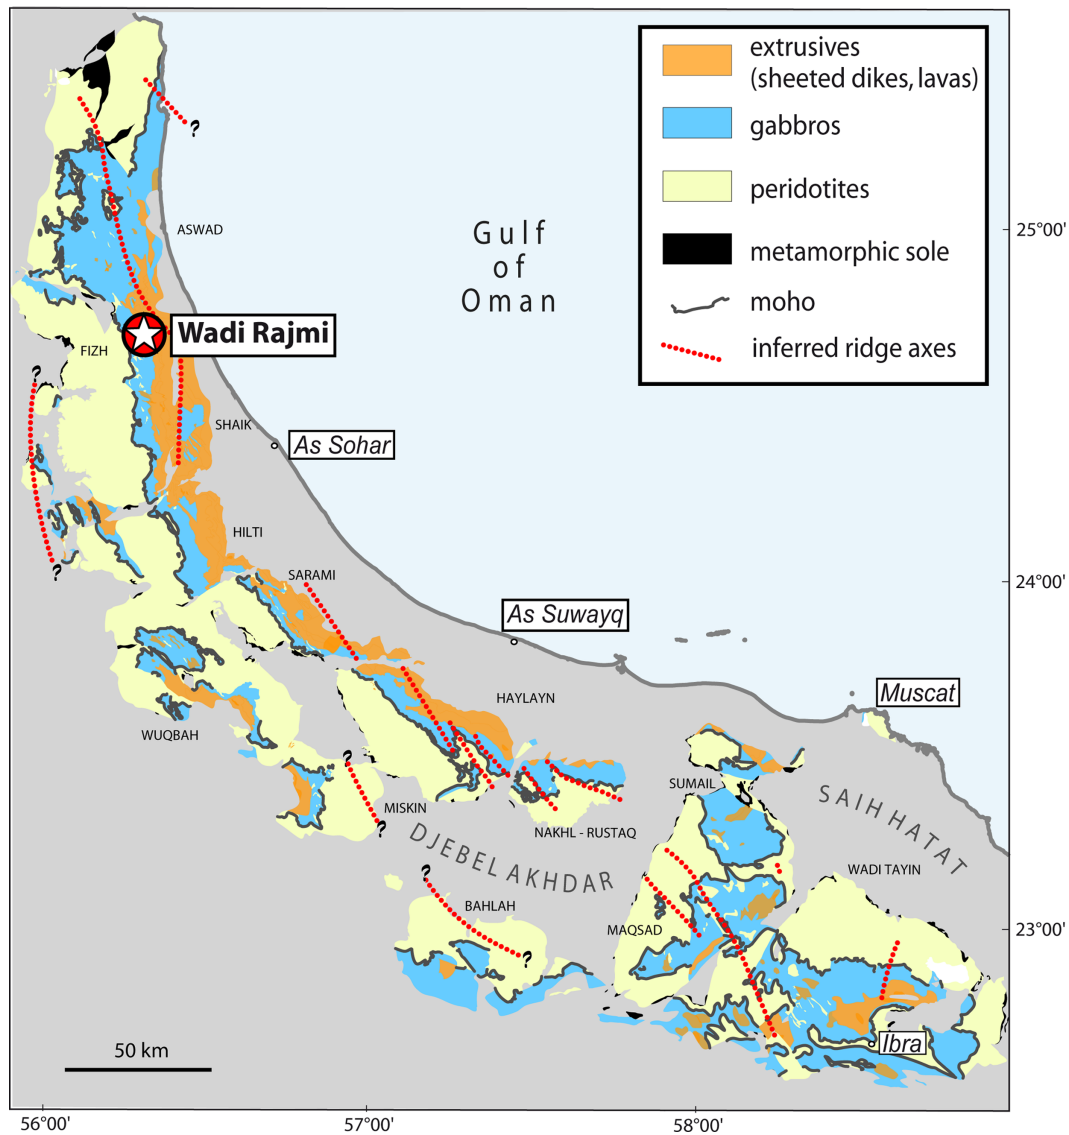 extrusives
(sheeted dikes, lavas)
gabbros
peridotites
metamorphic sole
moho
inferred ridge axes
?
Gulf
of
Oman
ASWAD
25°00'
Wadi Rajmi
FIZH
?
SHAIK
As Sohar
HILTI
?
SARAMI
24°00'
As Suwayq
HAYLAYN
Muscat
WUQBAH
?
MISKIN
?
SUMAIL
SAIH HATAT
NAKHL - RUSTAQ
DJEBEL AKHDAR
?
WADI TAYIN
BAHLAH
MAQSAD
23°00'
?
Ibra
50 km
56°00'
57°00'
58°00'